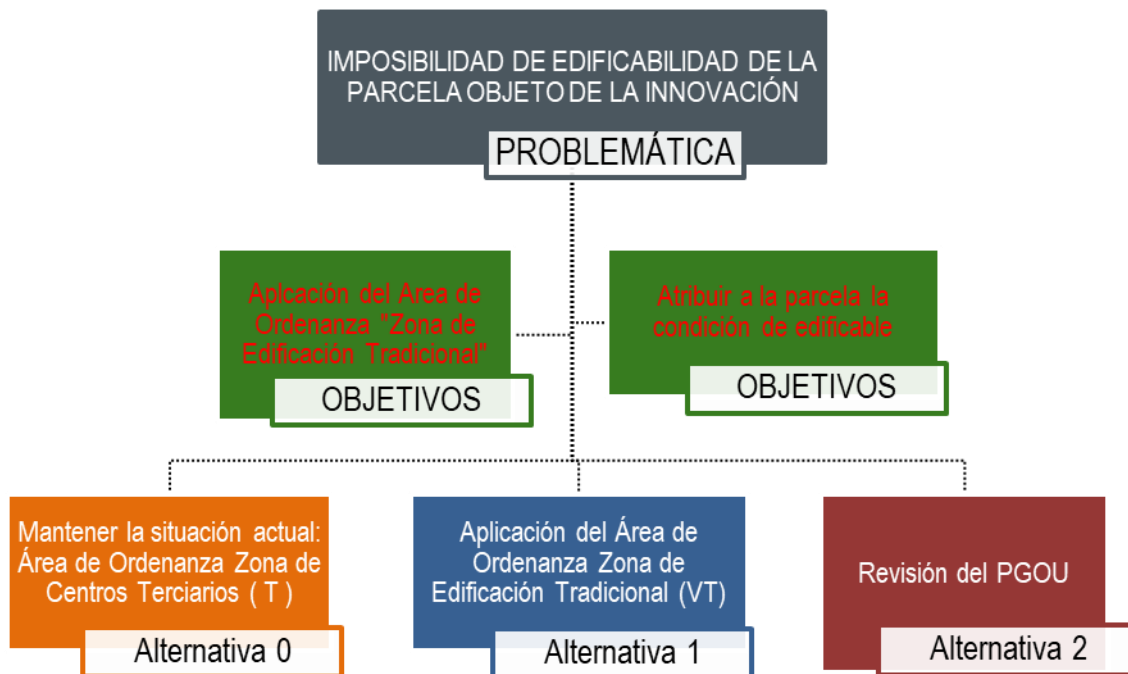 IMPOSIBILIDAD DE EDIFICABILIDAD DE LA
PARCELA OBJETO DE LA INNOVACIÓN
PROBLEMÁTICA
Aplcación del Area de
Ordenanza "Zona de
Edificación Tradicional"
OBJETIVOS
Atribuir a la parcela la
condición de edificable
OBJETIVOS
Mantener la situación actual:
Área de Ordenanza Zona de
Centros Terciarios ( T )
Alternativa 0
Aplicación del Área de
Ordenanza Zona de
Edificación Tradicional (VT)
Alternativa 1
Revisión del PGOU
Alternativa 2